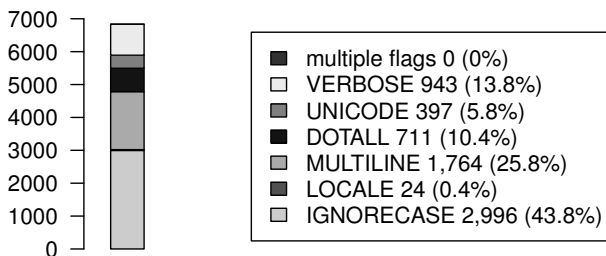 7000
6000
5000
4000
3000
2000
1000
0
multiple flags 0 (0%)
VERBOSE 943 (13.8%)
UNICODE 397 (5.8%)
DOTALL 711 (10.4%)
MULTILINE 1,764 (25.8%)
LOCALE 24 (0.4%)
IGNORECASE 2,996 (43.8%)